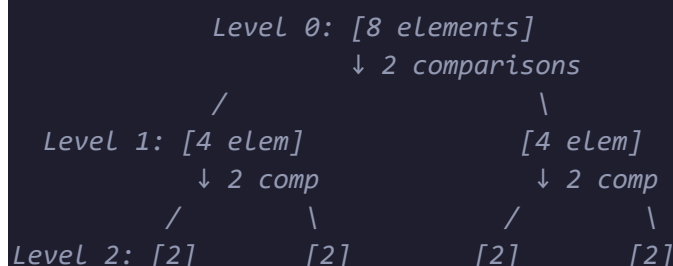 Level 0: [8 elements]
↓ 2 comparisons
/ \
Level 1: [4 elem] [4 elem]
↓ 2 comp ↓ 2 comp
/ \ / \
Level 2: [2] [2] [2] [2]